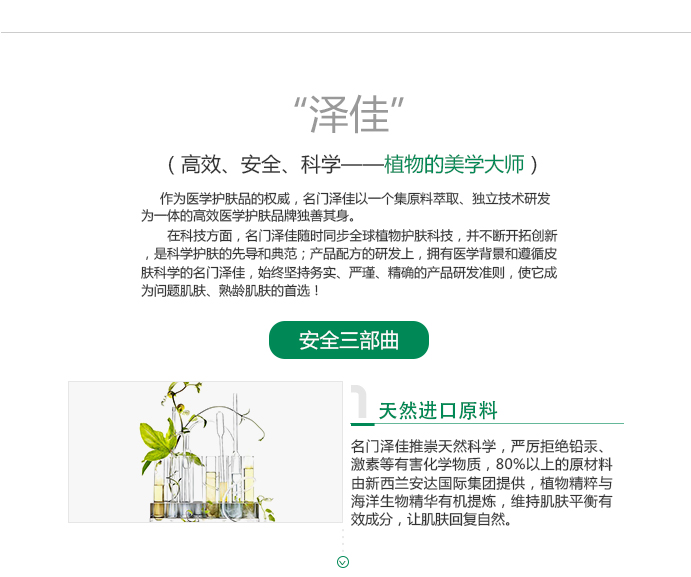 “泽佳”
（ 高效、安全、科学——植物的美学大师 ）
作为医学护肤品的权威，名门泽佳以一个集原料萃取、独立技术研发
为一体的高效医学护肤品牌独善其身。
在科技方面，名门泽佳随时同步全球植物护肤科技，并不断开拓创新
，是科学护肤的先导和典范；产品配方的研发上，拥有医学背景和遵循皮
肤科学的名门泽佳，始终坚持务实、严瑾、精确的产品研发准则，使它成
为问题肌肤、熟龄肌肤的首选！
安全三部曲
1 天然进口原料
名门泽佳推崇天然科学，严厉拒绝铅汞、
激素等有害化学物质，80%以上的原材料
由新西兰安达国际集团提供，植物精粹与
海洋生物精华有机提炼，维持肌肤平衡有
效成分，让肌肤回复自然。